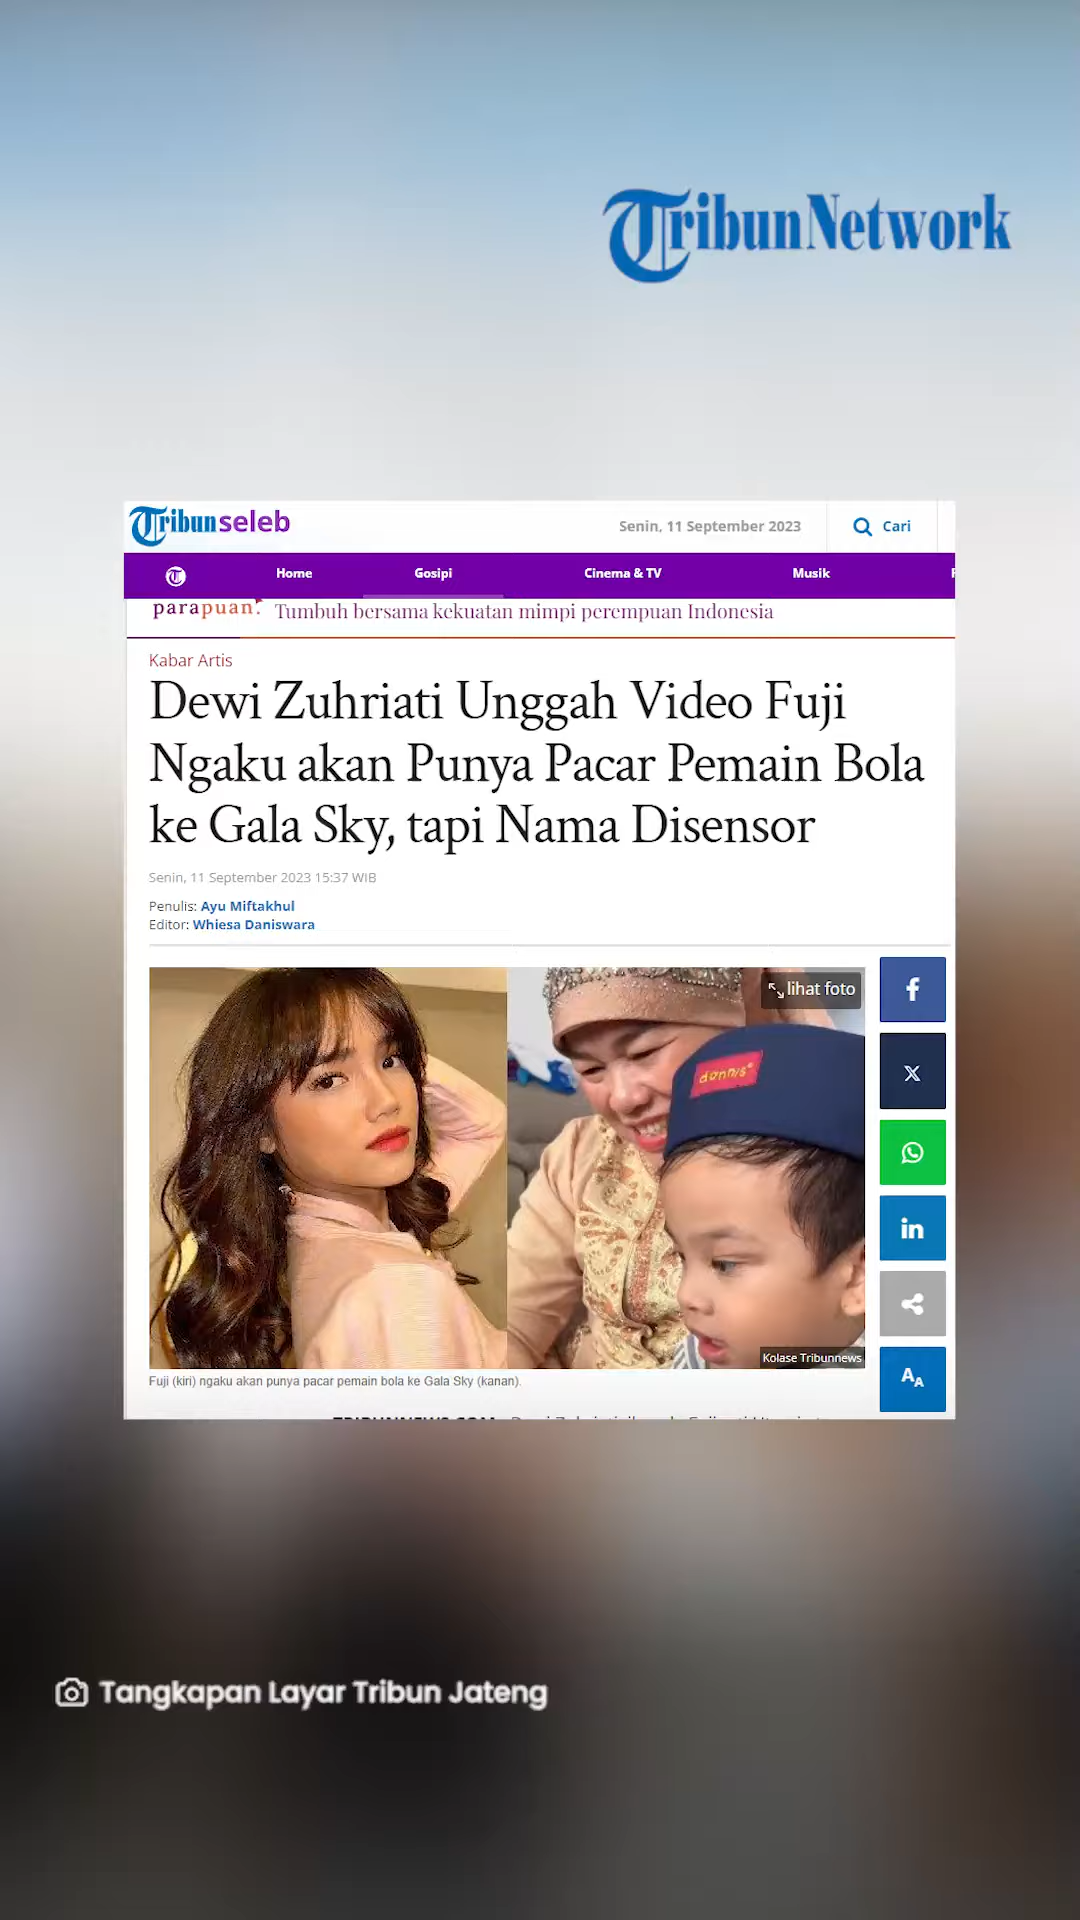 TribunNetwork
Tribunseleb
Senin, 11 September 2023
Cari
Home
Gosipi
Cinema & TV
Musik
parapuan.
Tumbuh bersama kekuatan mimpi perempuan Indonesia
Kabar Artis
Dewi Zuhriati Unggah Video Fuji
Ngaku akan Punya Pacar Pemain Bola
ke Gala Sky, tapi Nama Disensor
Senin, 11 September 2023 15:37 WIB
Penulis: Ayu Miftakhul
Editor: Whiesa Daniswara
lihat foto
dannis
Kolase Tribunnews
Fuji (kiri) ngaku akan punya pacar pemain bola ke Gala Sky (kanan).
Tangkapan Layar Tribun Jateng